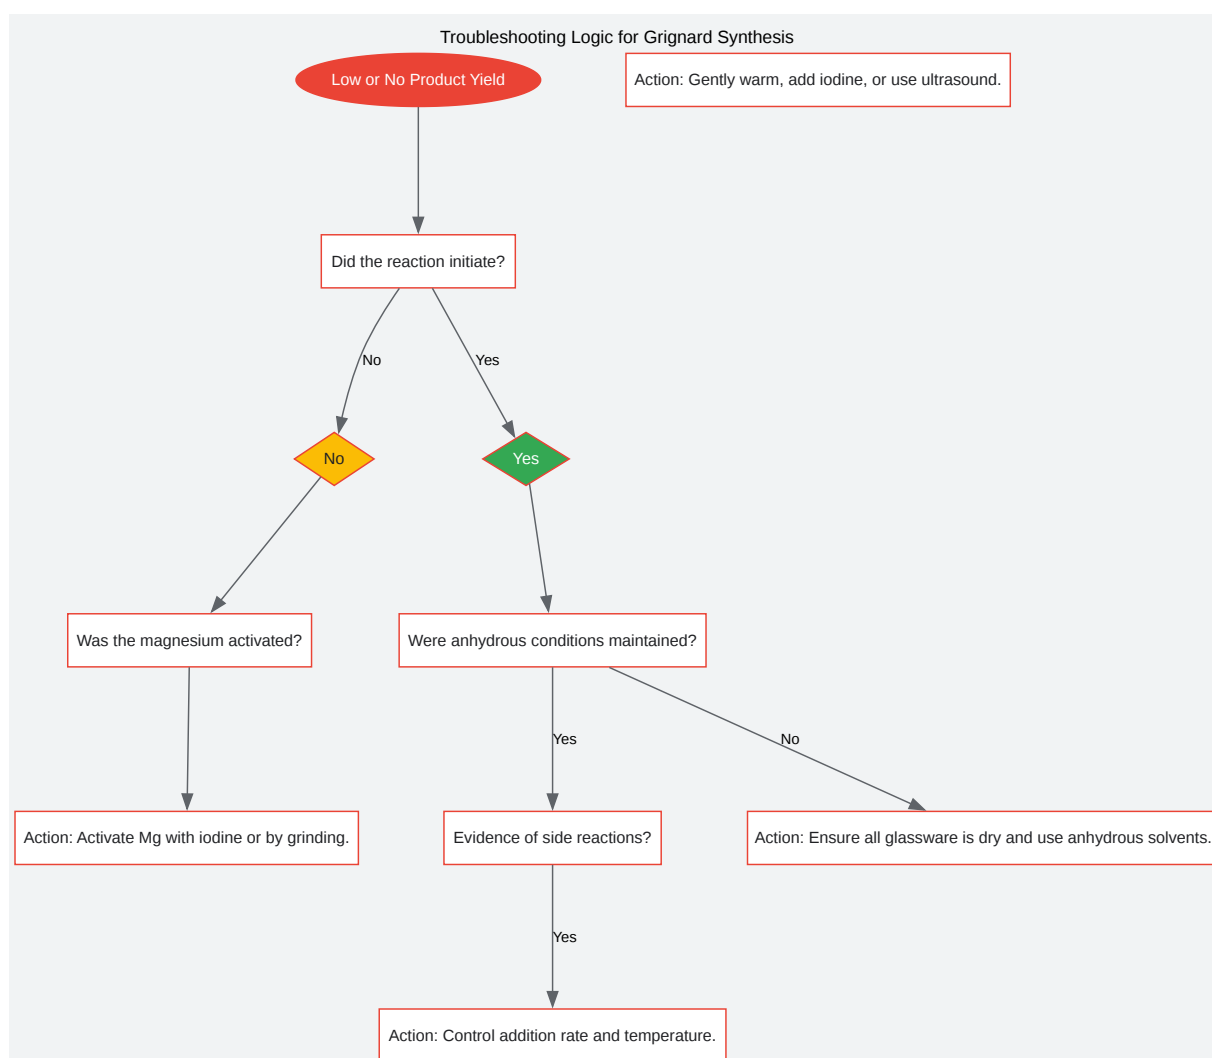 Troubleshooting Logic for Grignard Synthesis
Low or No Product Yield
Action: Gently warm, add iodine, or use ultrasound.
Did the reaction initiate?
No
Yes
No
Yes
Was the magnesium activated?
Were anhydrous conditions maintained?
Yes
No
Action: Activate Mg with iodine or by grinding.
Evidence of side reactions?
Action: Ensure all glassware is dry and use anhydrous solvents.
Yes
Action: Control addition rate and temperature.